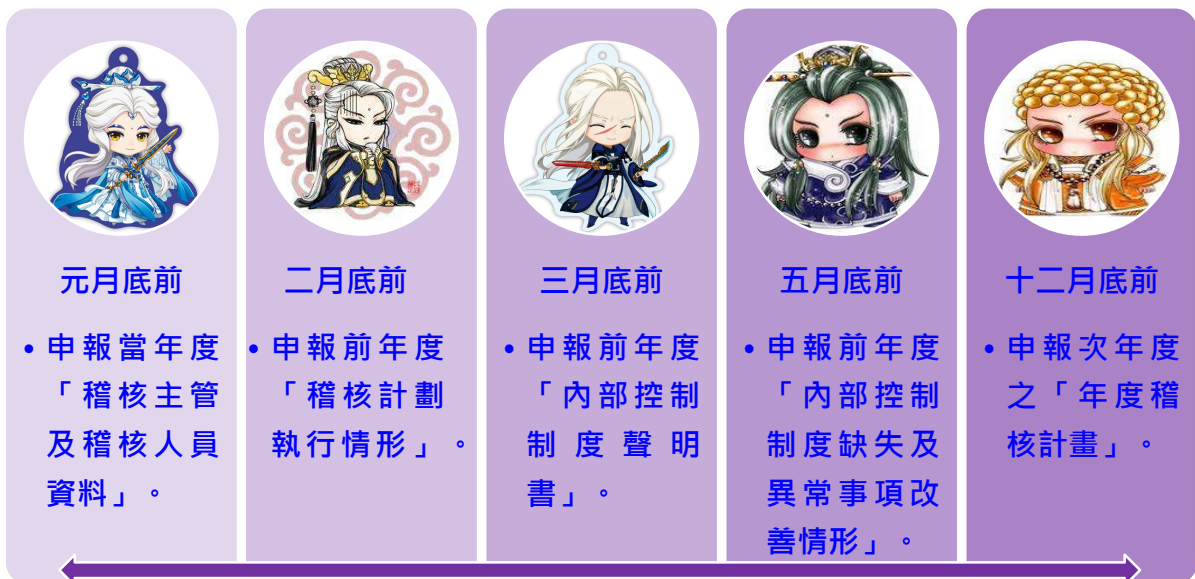 元月底前
• 申報當年度
「稽核主管
及稽核人員
資料」。
二月底前
• 申報前年度
「稽核計劃
執行情形」。
三月底前
• 申報前年度
「內部控制
制度聲明
書」。
五月底前
• 申報前年度
「內部控制
制度缺失及
異常事項改
善情形」。
十二月底前
• 申報次年度
之「年度稽
核計畫」。